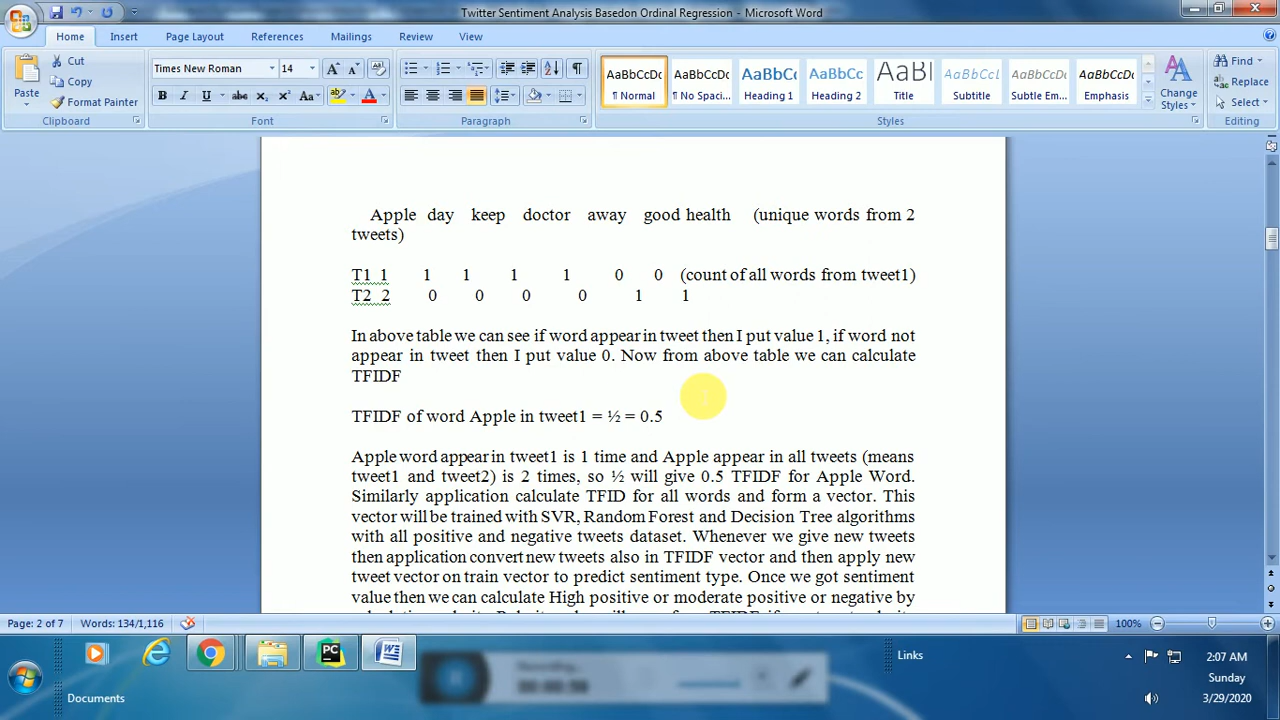 Twitter Sentiment Analysis Basedon Ordinal Regression - Microsoft Word
Home Insert Page Layout References Mailings Review View
Paste
Cut
Copy
Format Painter
Clipboard
Times New Roman 14
Font
Paragraph
AaBbCcDc AaBbCcDc AaBbCc AaBbCc AaBl AaBbCc AaBbCcDc AaBbCcDc
¶ Normal ¶ No Spaci... Heading 1 Heading 2 Title Subtitle Subtle Em... Emphasis
Change Styles
Styles
Find
Replace
Select
Editing
Apple day keep doctor away good health (unique words from 2
tweets)
T1 1 1 1 1 1 0 0 (count of all words from tweet1)
T2 2 0 0 0 0 1 1
In above table we can see if word appear in tweet then I put value 1, if word not
appear in tweet then I put value 0. Now from above table we can calculate
TFIDF
TFIDF of word Apple in tweet1 = ½ = 0.5
Apple word appear in tweet1 is 1 time and Apple appear in all tweets (means
tweet1 and tweet2) is 2 times, so ½ will give 0.5 TFIDF for Apple Word.
Similarly application calculate TFID for all words and form a vector. This
vector will be trained with SVR, Random Forest and Decision Tree algorithms
with all positive and negative tweets dataset. Whenever we give new tweets
then application convert new tweets also in TFIDF vector and then apply new
tweet vector on train vector to predict sentiment type. Once we got sentiment
value then we can calculate High positive or moderate positive or negative by
Page: 2 of 7 Words: 134/1,116 100%
Links
Documents
2:07 AM
Sunday
3/29/2020